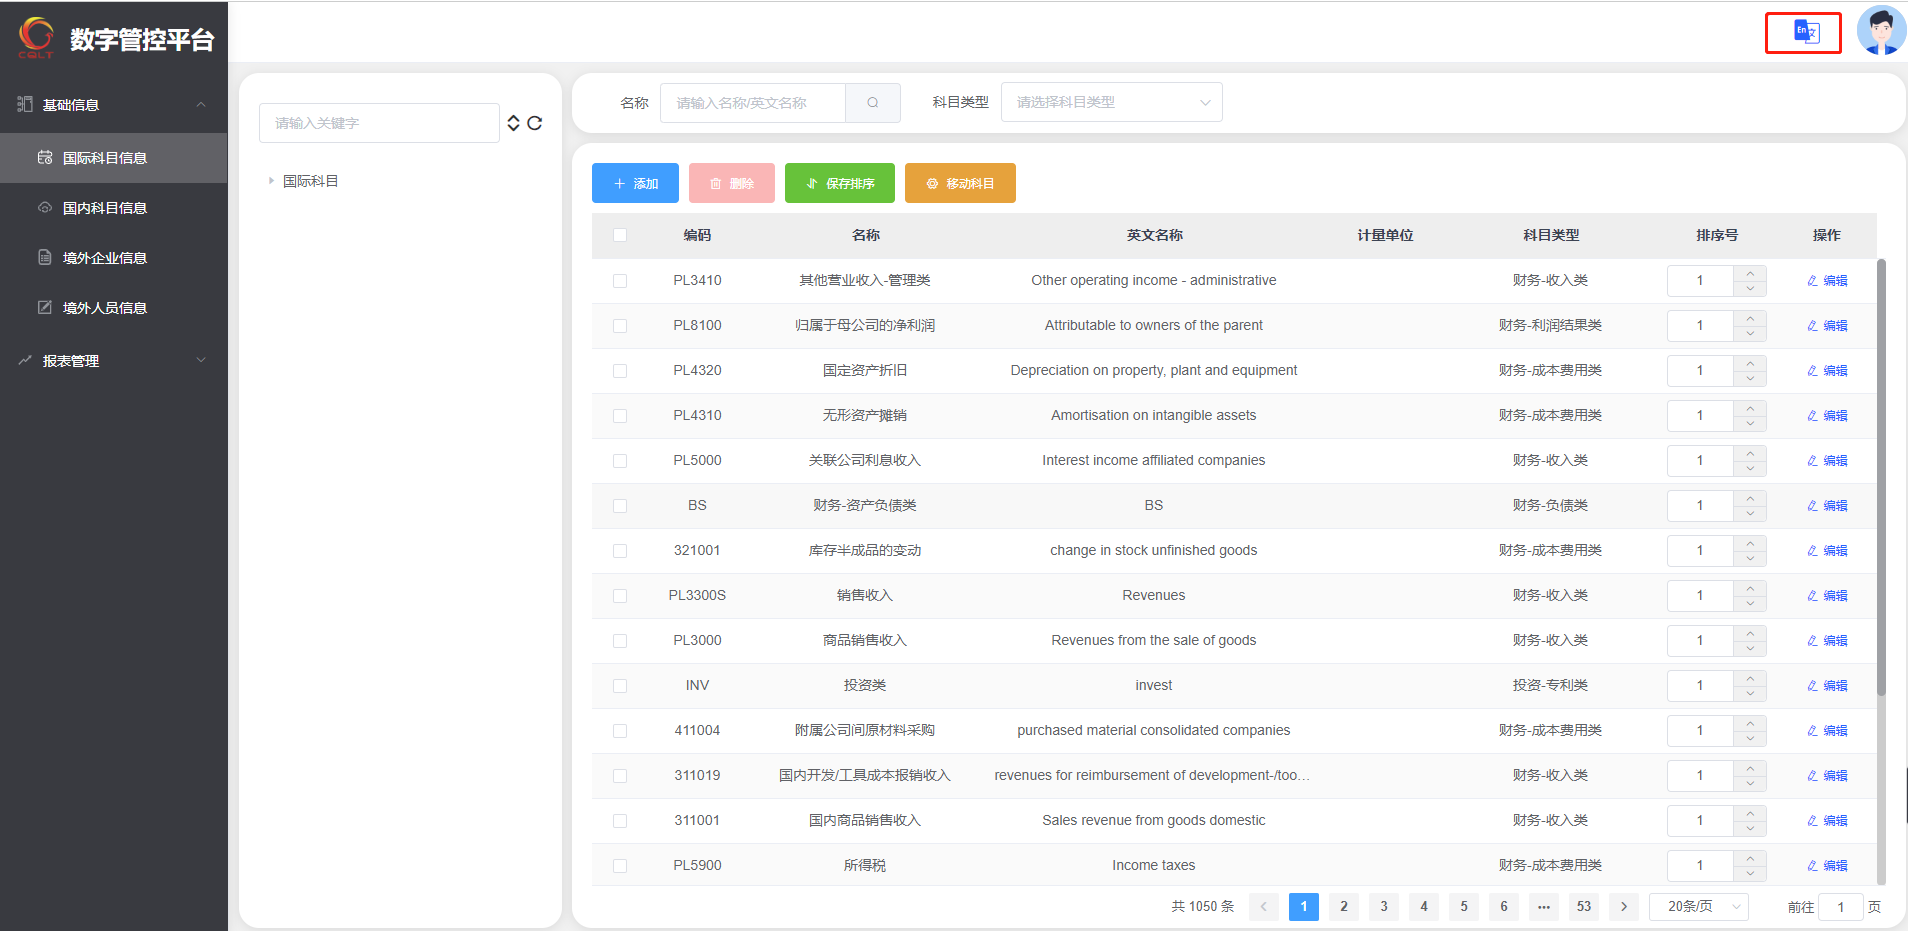 CQLT
数字管控平台
En 文
基础信息
国际科目信息
国内科目信息
境外企业信息
境外人员信息
报表管理
请输入关键字
国际科目
名称 请输入名称/英文名称 科目类型 请选择科目类型
添加 删除 保存排序 移动科目
编码 名称 英文名称 计量单位 科目类型 排序号 操作
PL3410 其他营业收入-管理类 Other operating income - administrative 财务-收入类 1 编辑
PL8100 归属于母公司的净利润 Attributable to owners of the parent 财务-利润结果类 1 编辑
PL4320 国定资产折旧 Depreciation on property, plant and equipment 财务-成本费用类 1 编辑
PL4310 无形资产摊销 Amortisation on intangible assets 财务-成本费用类 1 编辑
PL5000 关联公司利息收入 Interest income affiliated companies 财务-收入类 1 编辑
BS 财务-资产负债类 BS 财务-负债类 1 编辑
321001 库存半成品的变动 change in stock unfinished goods 财务-成本费用类 1 编辑
PL3300S 销售收入 Revenues 财务-收入类 1 编辑
PL3000 商品销售收入 Revenues from the sale of goods 财务-收入类 1 编辑
INV 投资类 invest 投资-专利类 1 编辑
411004 附属公司间原材料采购 purchased material consolidated companies 财务-成本费用类 1 编辑
311019 国内开发/工具成本报销收入 revenues for reimbursement of development-/too... 财务-收入类 1 编辑
311001 国内商品销售收入 Sales revenue from goods domestic 财务-收入类 1 编辑
PL5900 所得税 Income taxes 财务-成本费用类 1 编辑
共 1050 条 1 2 3 4 5 6 ... 53 20条/页 前往 1 页